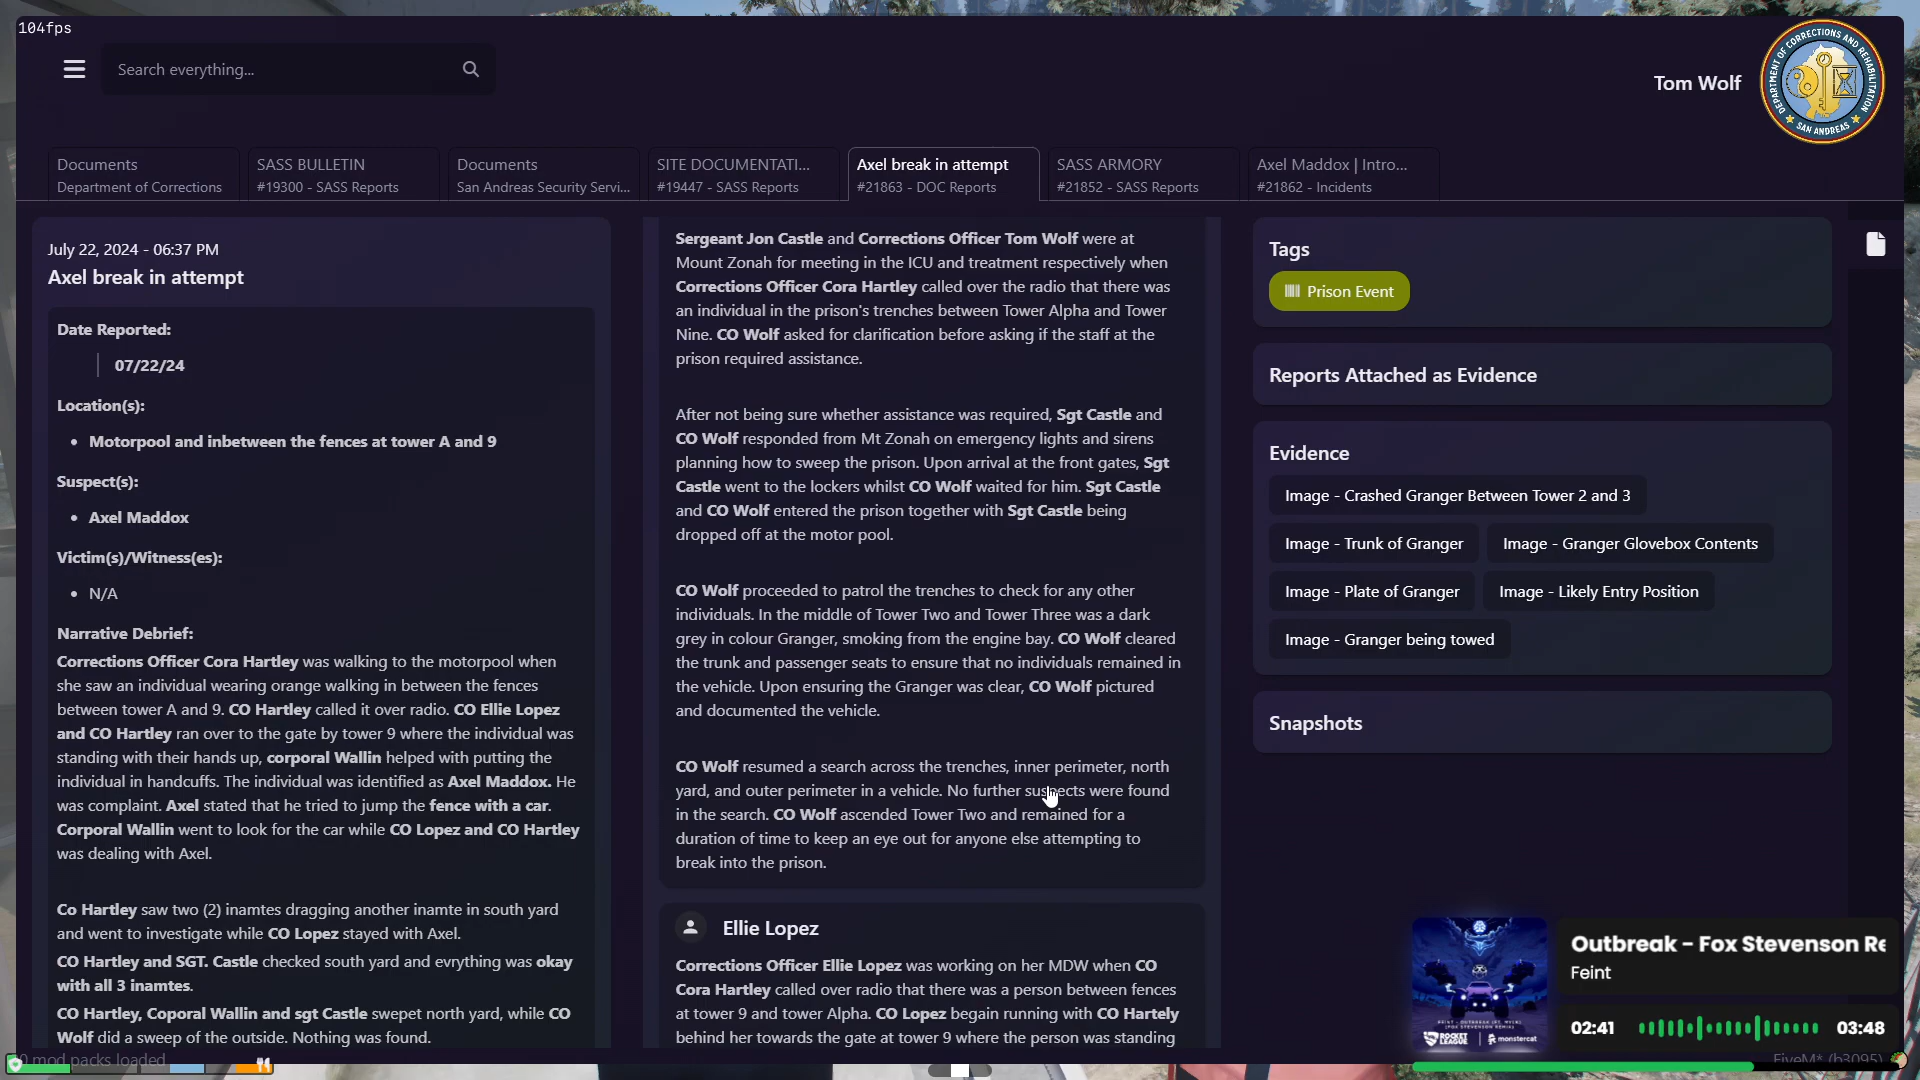 104fps
Search everything...
Tom Wolf
DEPARTMENT OF CORRECTIONS AND REHABILITATION
SAN ANDREAS
Documents
Department of Corrections
SASS BULLETIN
#19300 - SASS Reports
Documents
San Andreas Security Servi...
SITE DOCUMENTATI...
#19447 - SASS Reports
Axel break in attempt
#21863 - DOC Reports
SASS ARMORY
#21852 - SASS Reports
Axel Maddox | Intro...
#21862 - Incidents
July 22, 2024 - 06:37 PM
Axel break in attempt
Date Reported:
07/22/24
Location(s):
• Motorpool and inbetween the fences at tower A and 9
Suspect(s):
• Axel Maddox
Victim(s)/Witness(es):
• N/A
Narrative Debrief:
Corrections Officer Cora Hartley was walking to the motorpool when
she saw an individual wearing orange walking in between the fences
between tower A and 9. CO Hartley called it over radio. CO Ellie Lopez
and CO Hartley ran over to the gate by tower 9 where the individual was
standing with their hands up, corporal Wallin helped with putting the
individual in handcuffs. The individual was identified as Axel Maddox. He
was complaint. Axel stated that he tried to jump the fence with a car.
Corporal Wallin went to look for the car while CO Lopez and CO Hartley
was dealing with Axel.
Co Hartley saw two (2) inamtes dragging another inamte in south yard
and went to investigate while CO Lopez stayed with Axel.
CO Hartley and SGT. Castle checked south yard and evrything was okay
with all 3 inamtes.
CO Hartley, Coporal Wallin and sgt Castle swepet north yard, while CO
Wolf did a sweep of the outside. Nothing was found.
Sergeant Jon Castle and Corrections Officer Tom Wolf were at
Mount Zonah for meeting in the ICU and treatment respectively when
Corrections Officer Cora Hartley called over the radio that there was
an individual in the prison's trenches between Tower Alpha and Tower
Nine. CO Wolf asked for clarification before asking if the staff at the
prison required assistance.
After not being sure whether assistance was required, Sgt Castle and
CO Wolf responded from Mt Zonah on emergency lights and sirens
planning how to sweep the prison. Upon arrival at the front gates, Sgt
Castle went to the lockers whilst CO Wolf waited for him. Sgt Castle
and CO Wolf entered the prison together with Sgt Castle being
dropped off at the motor pool.
CO Wolf proceeded to patrol the trenches to check for any other
individuals. In the middle of Tower Two and Tower Three was a dark
grey in colour Granger, smoking from the engine bay. CO Wolf cleared
the trunk and passenger seats to ensure that no individuals remained in
the vehicle. Upon ensuring the Granger was clear, CO Wolf pictured
and documented the vehicle.
CO Wolf resumed a search across the trenches, inner perimeter, north
yard, and outer perimeter in a vehicle. No further suspects were found
in the search. CO Wolf ascended Tower Two and remained for a
duration of time to keep an eye out for anyone else attempting to
break into the prison.
Ellie Lopez
Corrections Officer Ellie Lopez was working on her MDW when CO
Cora Hartley called over radio that there was a person between fences
at tower 9 and tower Alpha. CO Lopez begain running with CO Hartely
behind her towards the gate at tower 9 where the person was standing
Tags
Prison Event
Reports Attached as Evidence
Evidence
Image - Crashed Granger Between Tower 2 and 3
Image - Trunk of Granger
Image - Granger Glovebox Contents
Image - Plate of Granger
Image - Likely Entry Position
Image - Granger being towed
Snapshots
Outbreak - Fox Stevenson Re
Feint
02:41
03:48
ROCKET LEAGUE
monstercat
0 mod packs loaded
FiveM* (b3095)